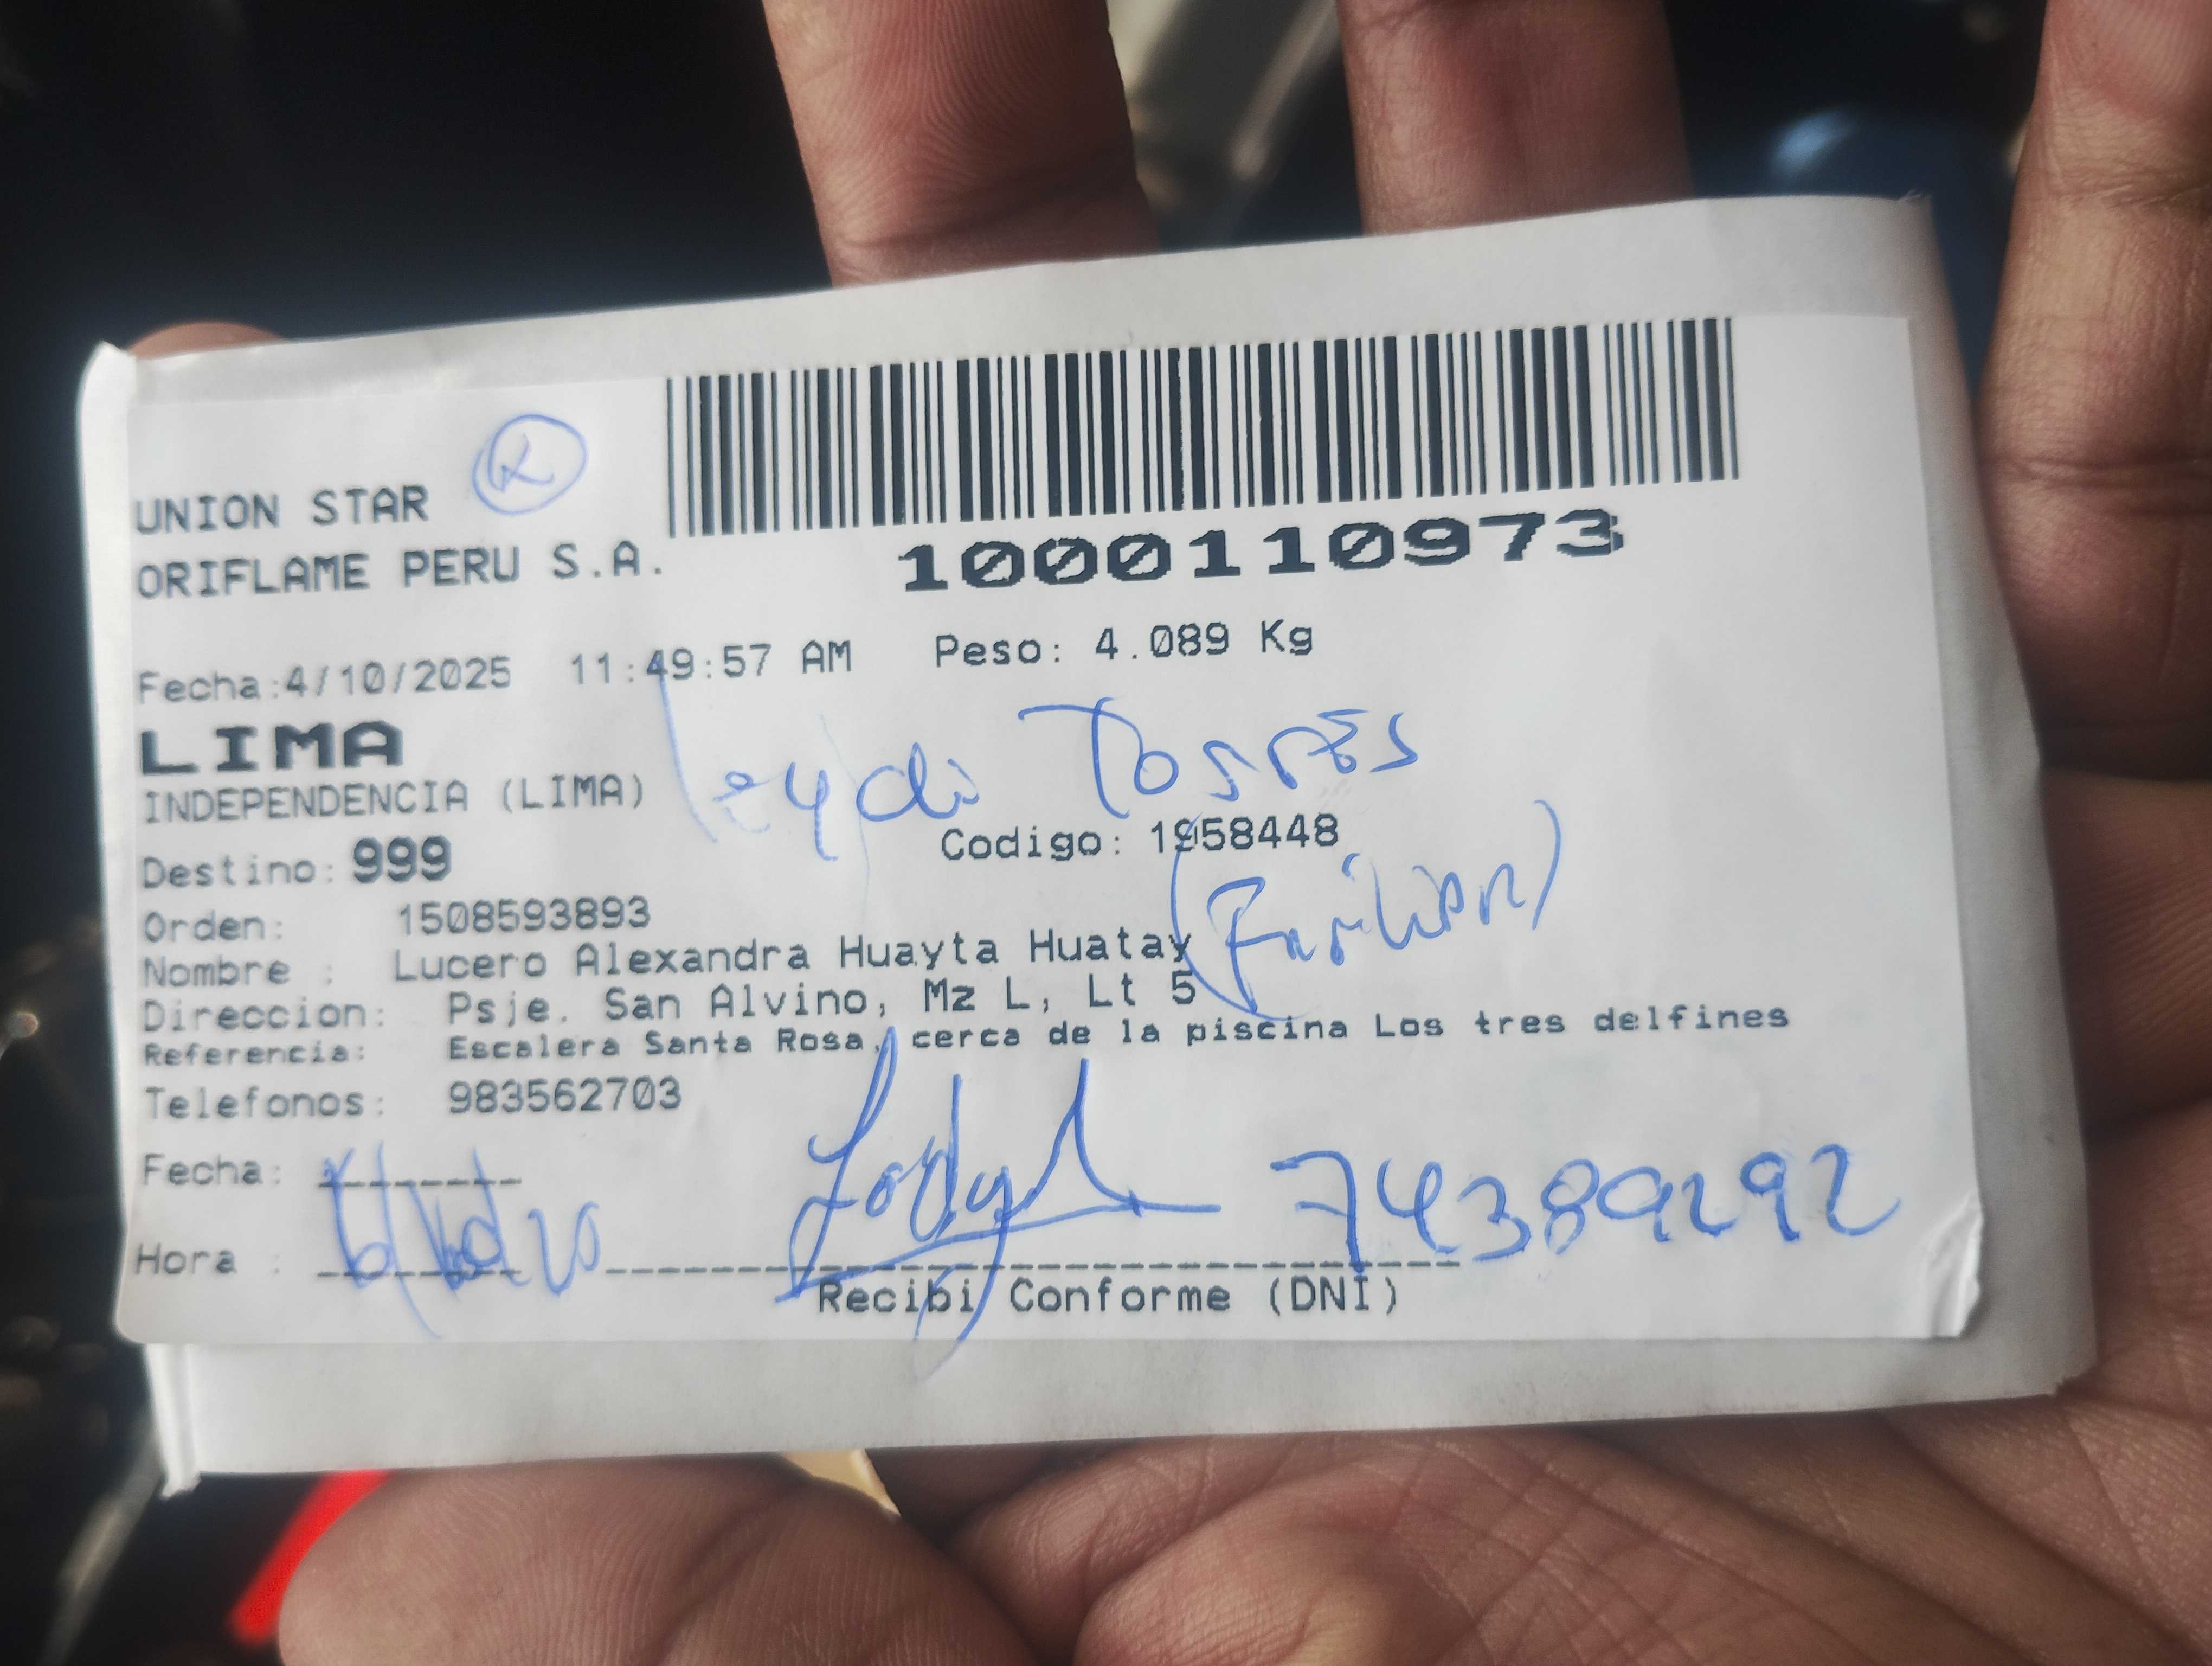 UNION STAR
ORIFLAME PERU S.A.
1000110973
Fecha:4/10/2025 11:49:57 AM Peso: 4.089 Kg
LIMA
INDEPENDENCIA (LIMA)
Leydi Torres
Destino: 999 Codigo: 1958448
(Familiar)
Orden: 1508593893
Nombre : Lucero Alexandra Huayta Huatay
Direccion: Psje. San Alvino, Mz L, Lt 5
Referencia: Escalera Santa Rosa, cerca de la piscina Los tres delfines
Telefonos: 983562703
Fecha:
74389292
Hora :
Recibi Conforme (DNI)